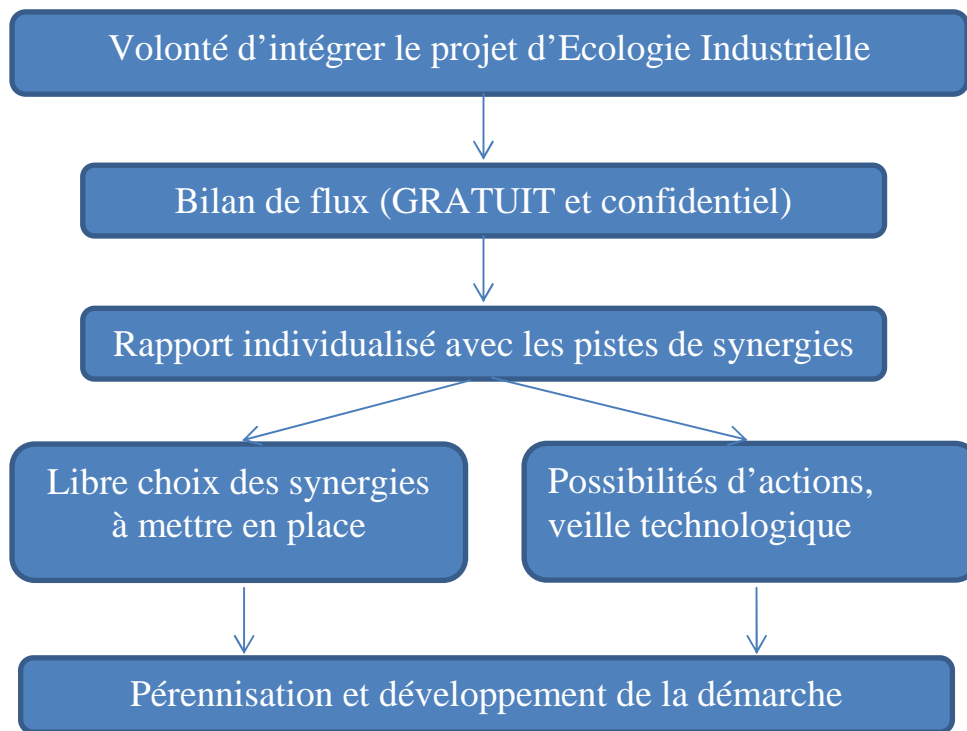 Volonté d’intégrer le projet d’Ecologie Industrielle
Bilan de flux (GRATUIT et confidentiel)
Rapport individualisé avec les pistes de synergies
Libre choix des synergies
à mettre en place
Possibilités d’actions,
veille technologique
Pérennisation et développement de la démarche